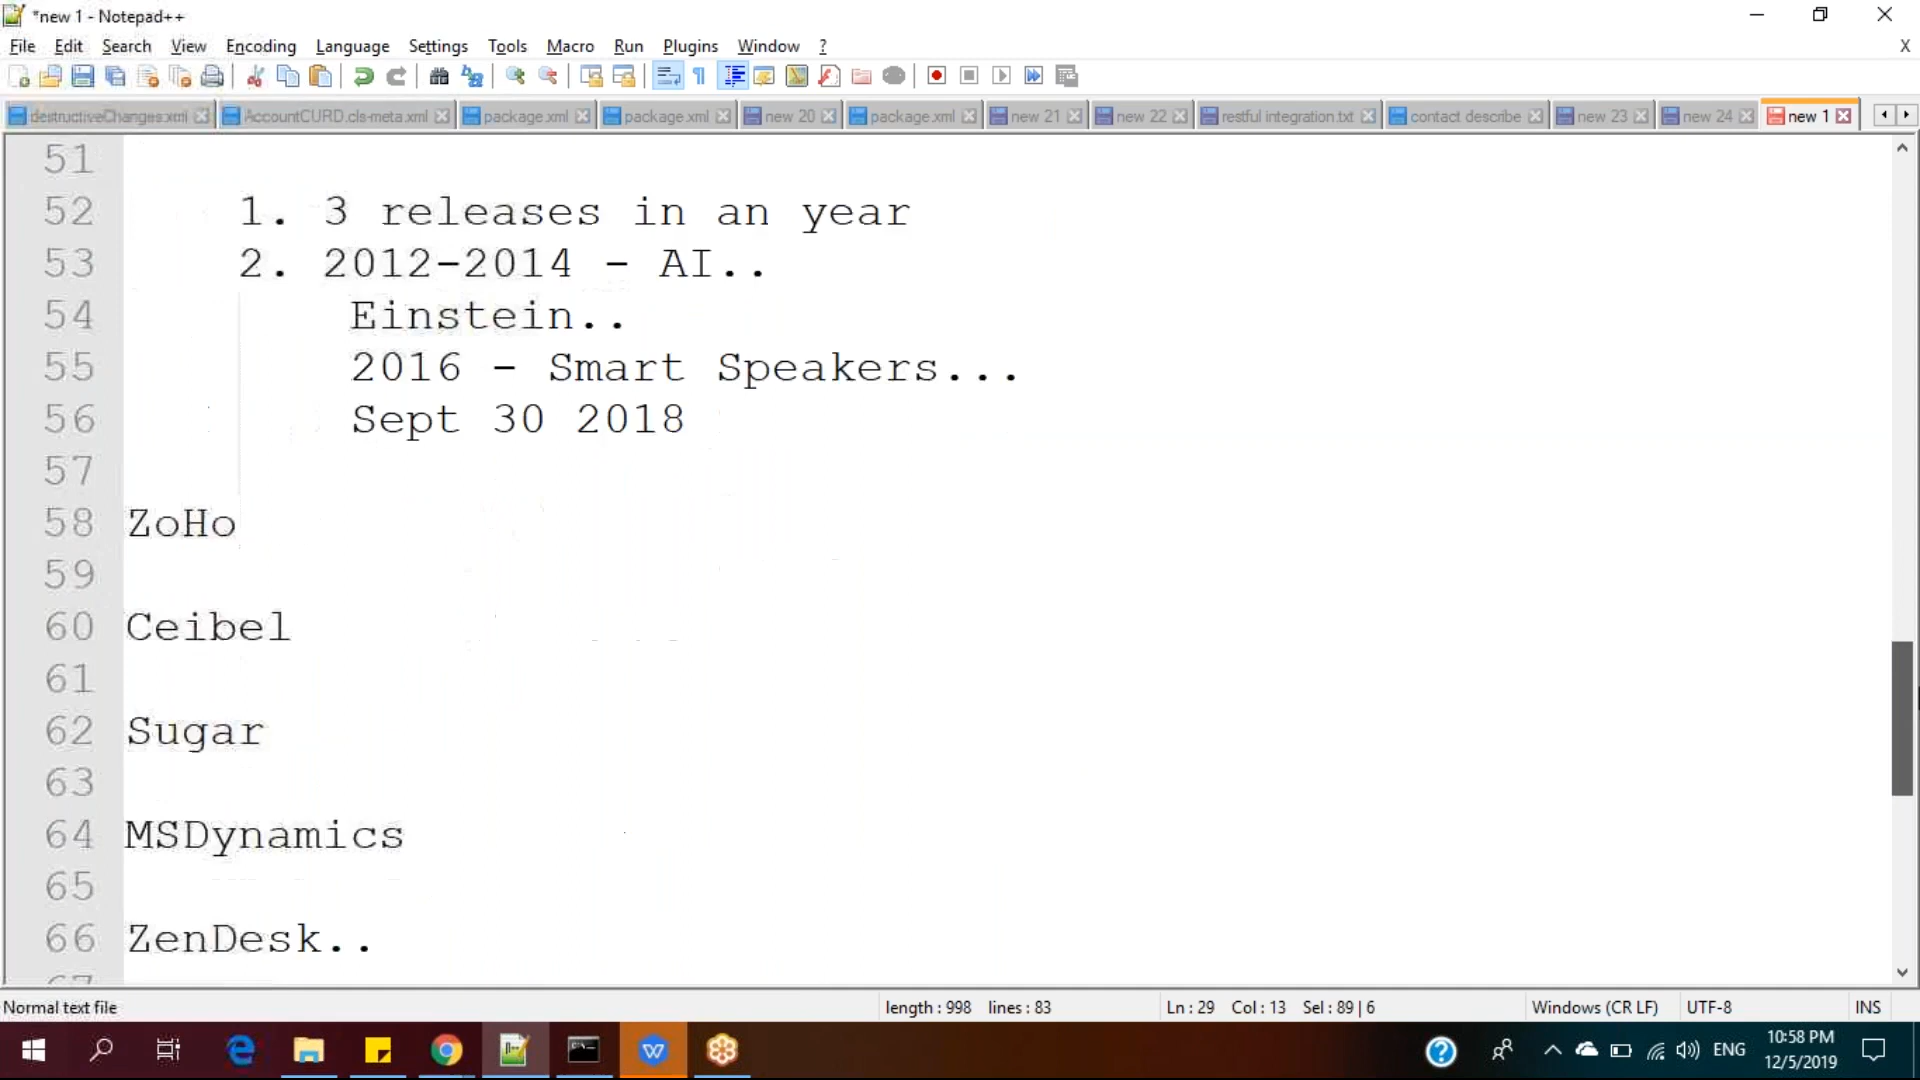 *new 1 - Notepad++
File Edit Search View Encoding Language Settings Tools Macro Run Plugins Window ? X
destructiveChanges.xml AccountCURD.cls-meta.xml package.xml package.xml new 20 package.xml new 21 new 22 restful integration.txt contact describe new 23 new 24 new 1
51
52 1. 3 releases in an year
53 2. 2012-2014 - AI..
54 Einstein..
55 2016 - Smart Speakers...
56 Sept 30 2018
57
58 ZoHo
59
60 Ceibel
61
62 Sugar
63
64 MSDynamics
65
66 ZenDesk..
67
Normal text file length : 998 lines : 83 Ln : 29 Col : 13 Sel : 89 | 6 Windows (CR LF) UTF-8 INS
ENG 10:58 PM
12/5/2019